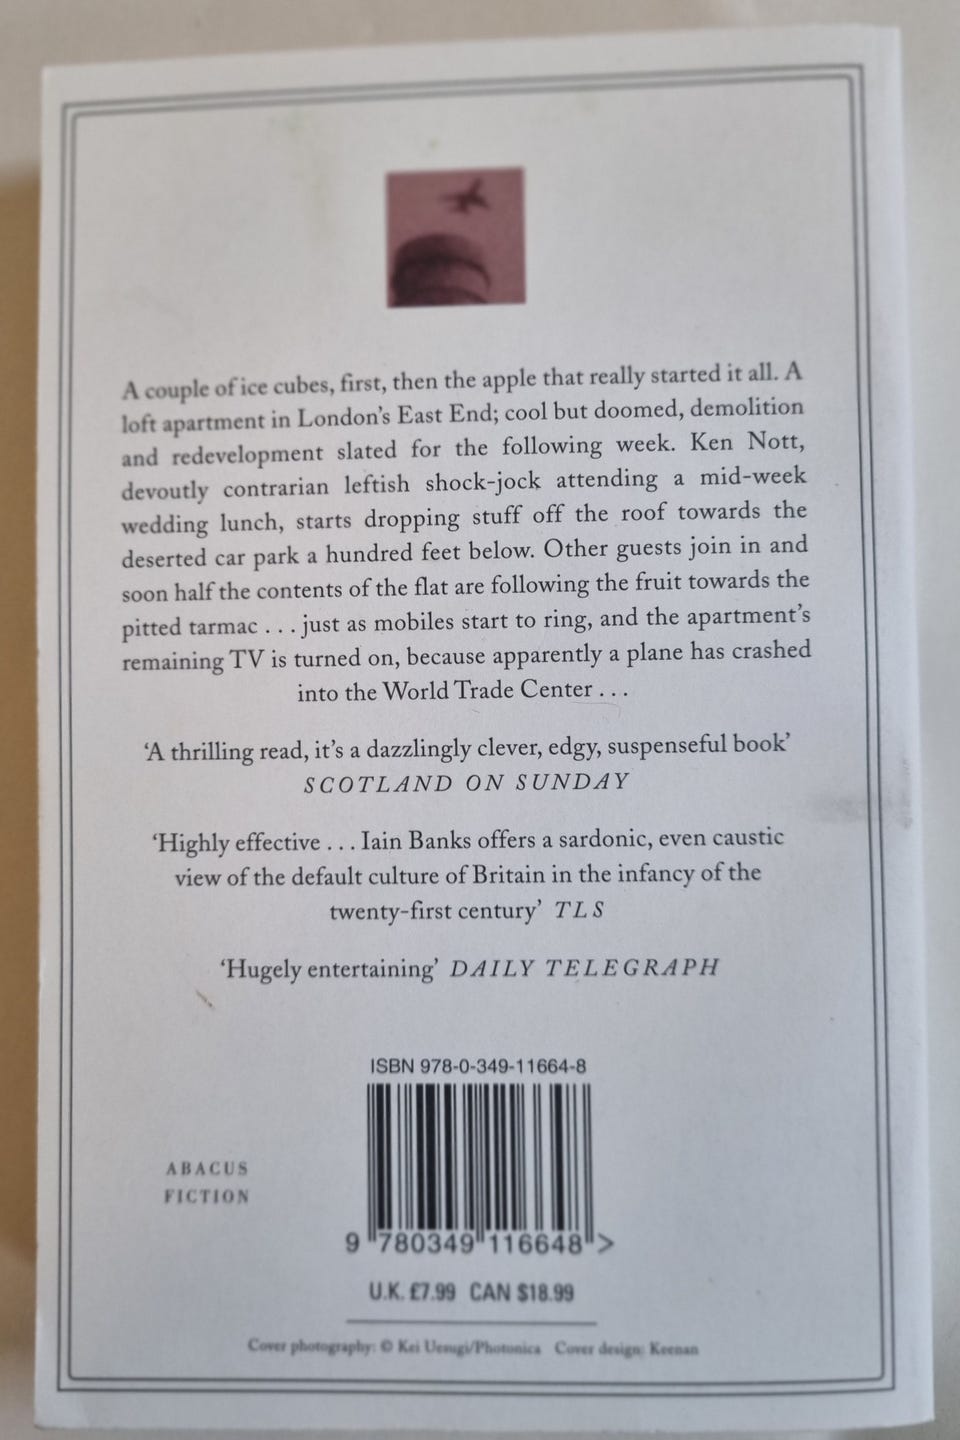 A couple of ice cubes, first, then the apple that really started it all. A
loft apartment in London's East End; cool but doomed, demolition
and redevelopment slated for the following week. Ken Nott,
devoutly contrarian leftish shock-jock attending a mid-week
wedding lunch, starts dropping stuff off the roof towards the
deserted car park a hundred feet below. Other guests join in and
soon half the contents of the flat are following the fruit towards the
pitted tarmac . . . just as mobiles start to ring, and the apartment's
remaining TV is turned on, because apparently a plane has crashed
into the World Trade Center . . .
‘A thrilling read, it's a dazzlingly clever, edgy, suspenseful book’
SCOTLAND ON SUNDAY
‘Highly effective . . . Iain Banks offers a sardonic, even caustic
view of the default culture of Britain in the infancy of the
twenty-first century’ TLS
‘Hugely entertaining’ DAILY TELEGRAPH
ISBN 978-0-349-11664-8
ABACUS
FICTION
9 780349 116648 >
U.K. £7.99 CAN $18.99
Cover photography: © Kei Uesugi/Photonica Cover design: Keenan